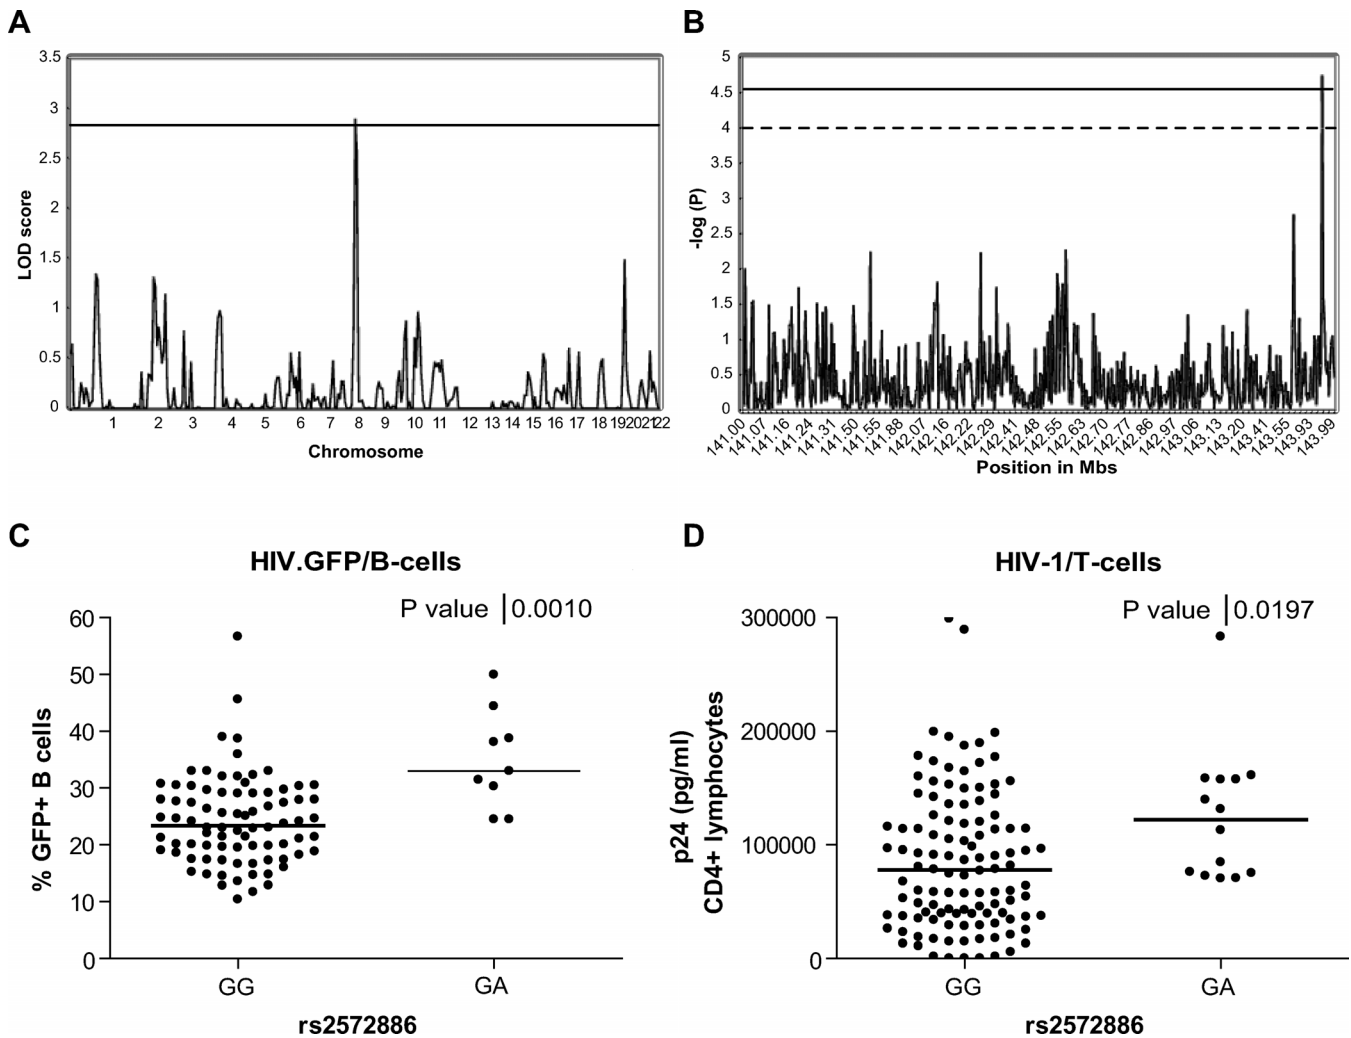 A
3.5
3
2.5
2
1.5
1
0.5
0
LOD score
1 2 3 4 5 6 7 8 9 10 11 12 13 14 15 16 17 18 19 20 21 22
Chromosome
B
5
4.5
4
3.5
3
2.5
2
1.5
1
0.5
0
-log (P)
141.00 141.07 141.16 141.24 141.31 141.50 141.55 141.88 142.07 142.16 142.22 142.29 142.41 142.48 142.55 142.63 142.70 142.77 142.86 142.97 143.06 143.13 143.20 143.41 143.55 143.93 143.99
Position in Mbs
C
HIV.GFP/B-cells
P value 0.0010
60
50
40
30
20
10
0
% GFP+ B cells
GG GA
rs2572886
D
HIV-1/T-cells
P value 0.0197
300000
200000
100000
0
p24 (pg/ml)
CD4+ lymphocytes
GG GA
rs2572886